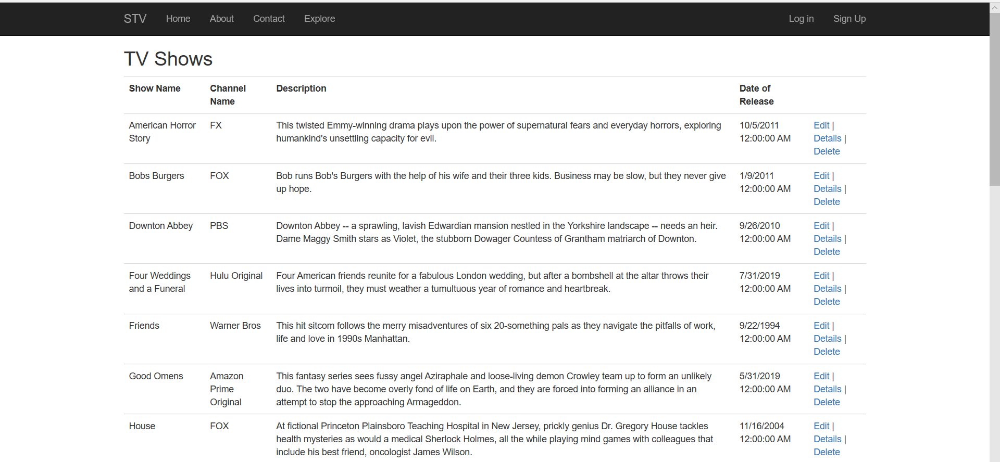 STV Home About Contact Explore Log in Sign Up
TV Shows
Show Name Channel Description Date of
Name Release
American Horror FX This twisted Emmy-winning drama plays upon the power of supernatural fears and everyday horrors, exploring 10/5/2011 Edit |
Story humankind's unsettling capacity for evil. 12:00:00 AM Details |
Delete
Bobs Burgers FOX Bob runs Bob's Burgers with the help of his wife and their three kids. Business may be slow, but they never give 1/9/2011 Edit |
up hope. 12:00:00 AM Details |
Delete
Downton Abbey PBS Downton Abbey -- a sprawling, lavish Edwardian mansion nestled in the Yorkshire landscape -- needs an heir. 9/26/2010 Edit |
Dame Maggy Smith stars as Violet, the stubborn Dowager Countess of Grantham matriarch of Downton. 12:00:00 AM Details |
Delete
Four Weddings Hulu Original Four American friends reunite for a fabulous London wedding, but after a bombshell at the altar throws their 7/31/2019 Edit |
and a Funeral lives into turmoil, they must weather a tumultuous year of romance and heartbreak. 12:00:00 AM Details |
Delete
Friends Warner Bros This hit sitcom follows the merry misadventures of six 20-something pals as they navigate the pitfalls of work, 9/22/1994 Edit |
life and love in 1990s Manhattan. 12:00:00 AM Details |
Delete
Good Omens Amazon This fantasy series sees fussy angel Aziraphale and loose-living demon Crowley team up to form an unlikely 5/31/2019 Edit |
Prime duo. The two have become overly fond of life on Earth, and they are forced into forming an alliance in an 12:00:00 AM Details |
Original attempt to stop the approaching Armageddon. Delete
House FOX At fictional Princeton Plainsboro Teaching Hospital in New Jersey, prickly genius Dr. Gregory House tackles 11/16/2004 Edit |
health mysteries as would a medical Sherlock Holmes, all the while playing mind games with colleagues that 12:00:00 AM Details |
include his best friend, oncologist James Wilson. Delete